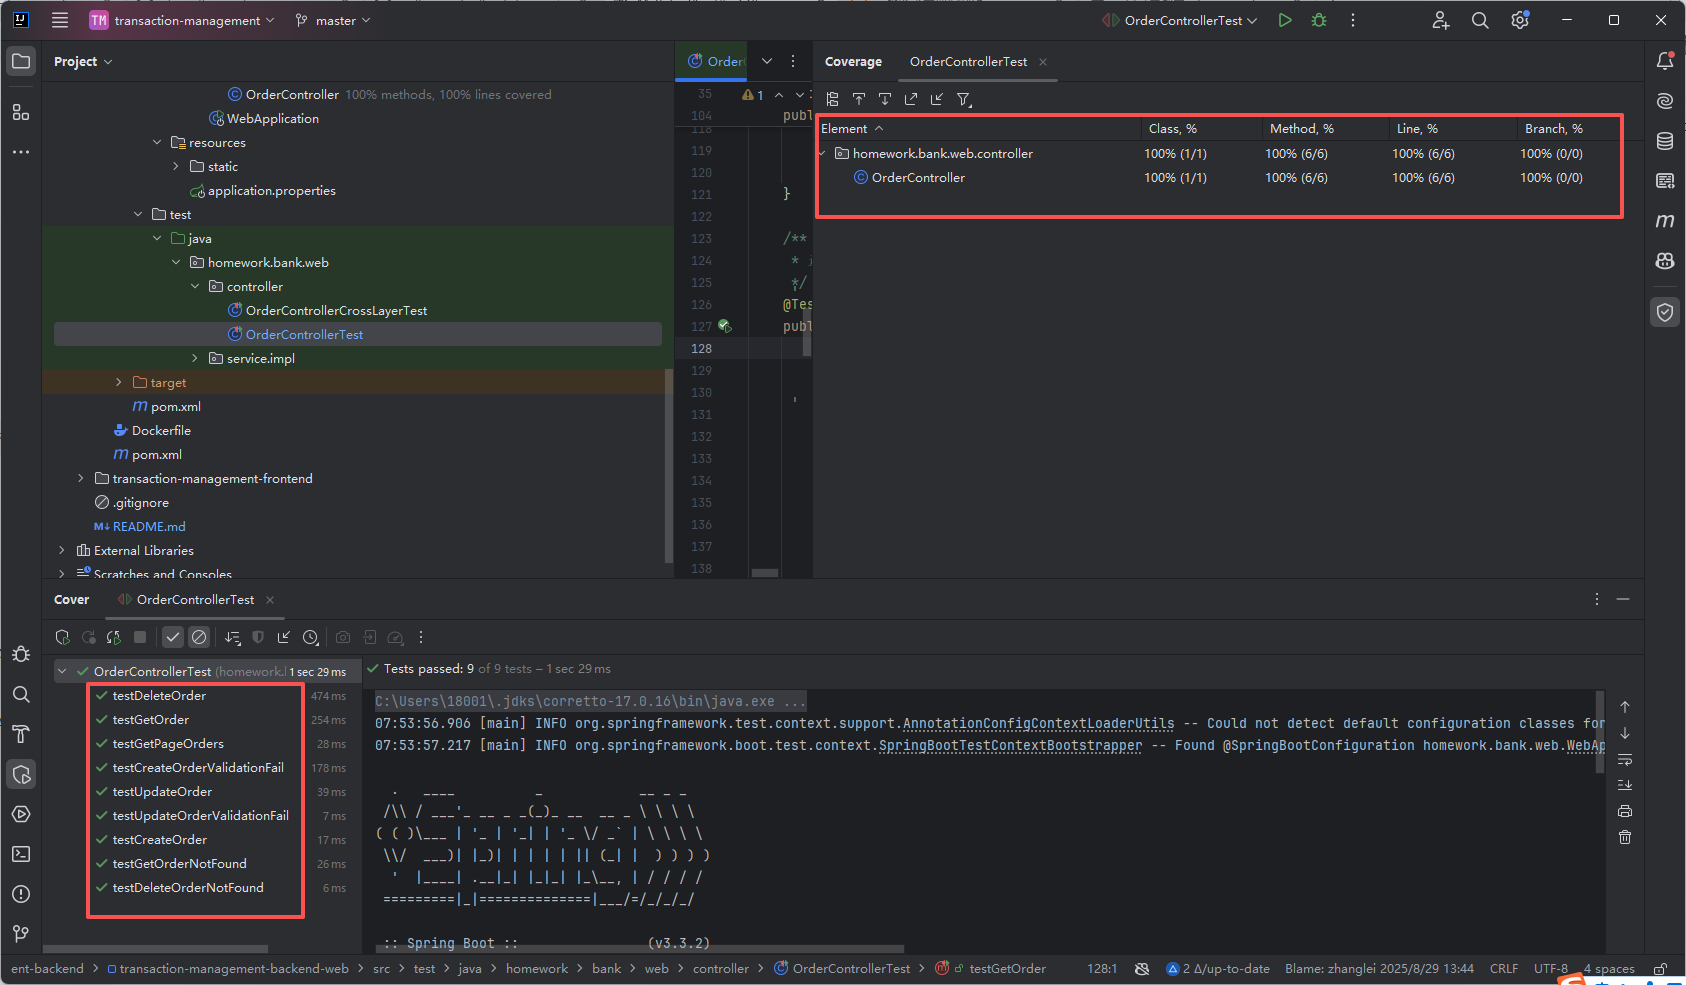 TM transaction-management master OrderControllerTest
Project
OrderController 100% methods, 100% lines covered
WebApplication
resources
static
application.properties
test
java
homework.bank.web
controller
OrderControllerCrossLayerTest
OrderControllerTest
service.impl
target
pom.xml
Dockerfile
pom.xml
transaction-management-frontend
.gitignore
README.md
External Libraries
Scratches and Consoles
Order
35
1
104 publ
118
119
120
121 }
122
123 /**
124 *
125 */
126 @Tes
127 publ
128
129
130
131
132
133
134
135
136
137
138
Coverage OrderControllerTest
Element Class, % Method, % Line, % Branch, %
homework.bank.web.controller 100% (1/1) 100% (6/6) 100% (6/6) 100% (0/0)
OrderController 100% (1/1) 100% (6/6) 100% (6/6) 100% (0/0)
Cover OrderControllerTest
OrderControllerTest (homework.l 1 sec 29 ms
testDeleteOrder 474 ms
testGetOrder 254 ms
testGetPageOrders 28 ms
testCreateOrderValidationFail 178 ms
testUpdateOrder 39 ms
testUpdateOrderValidationFail 7 ms
testCreateOrder 17 ms
testGetOrderNotFound 26 ms
testDeleteOrderNotFound 6 ms
Tests passed: 9 of 9 tests – 1 sec 29 ms
C:\Users\18001\.jdks\corretto-17.0.16\bin\java.exe ...
07:53:56.906 [main] INFO org.springframework.test.context.support.AnnotationConfigContextLoaderUtils -- Could not detect default configuration classes for
07:53:57.217 [main] INFO org.springframework.boot.test.context.SpringBootTestContextBootstrapper -- Found @SpringBootConfiguration homework.bank.web.WebAp
:: Spring Boot :: (v3.3.2)
ent-backend > transaction-management-backend-web > src > test > java > homework > bank > web > controller > OrderControllerTest > testGetOrder 128:1 2 Δ/up-to-date Blame: zhanglei 2025/8/29 13:44 CRLF UTF-8 4 spaces